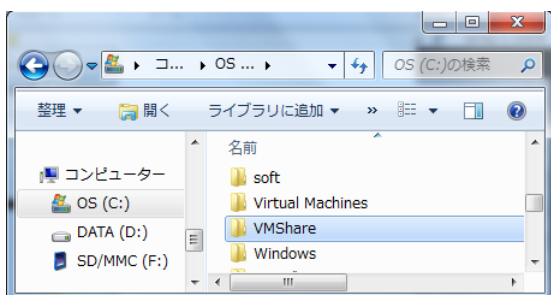 コ... OS ... OS (C:)の検索
整理 開く ライブラリに追加 »
名前
コンピューター
OS (C:)
DATA (D:)
SD/MMC (F:)
soft
Virtual Machines
VMShare
Windows